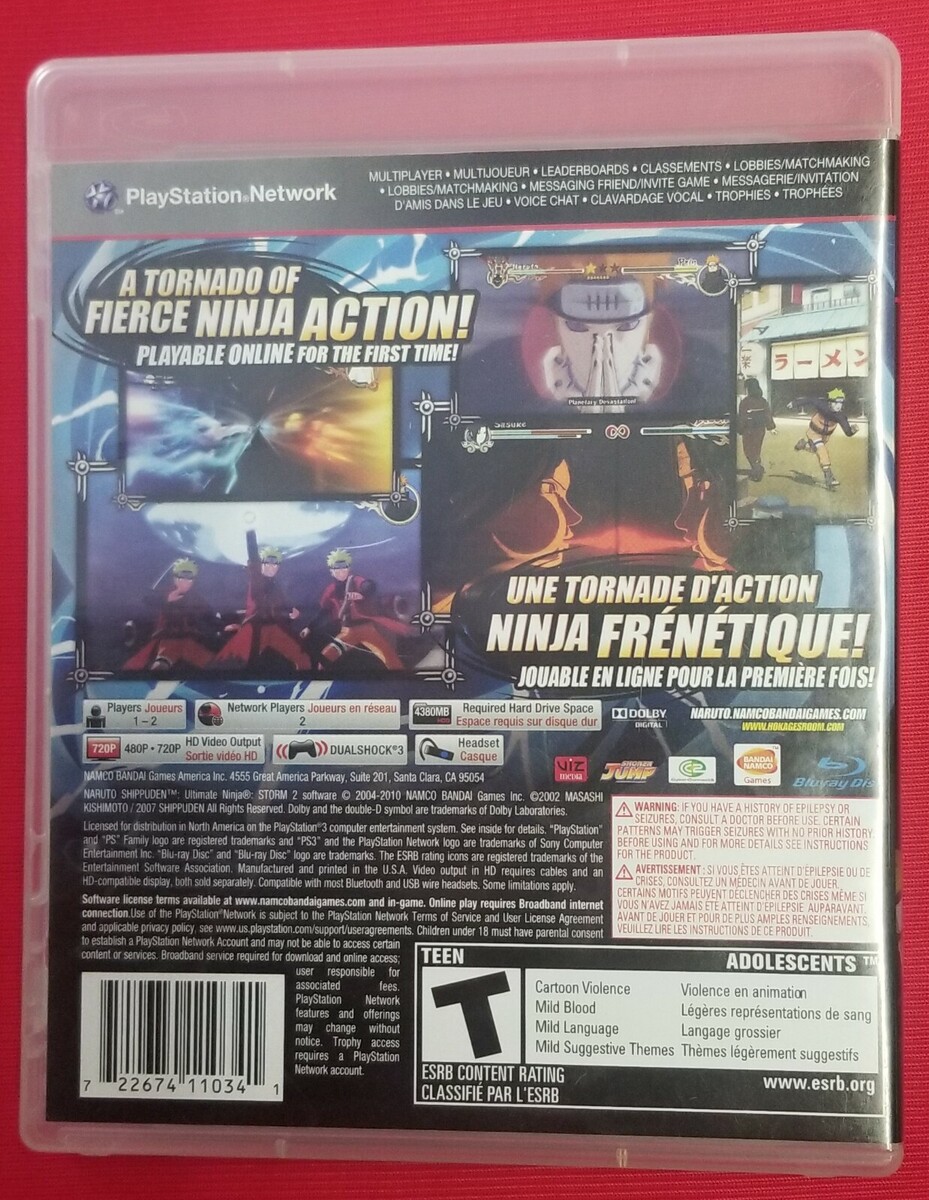 PlayStation®Network
MULTIPLAYER • MULTIJOUEUR • LEADERBOARDS • CLASSEMENTS • LOBBIES/MATCHMAKING
• LOBBIES/MATCHMAKING • MESSAGING FRIEND/INVITE GAME • MESSAGERIE/INVITATION
D'AMIS DANS LE JEU • VOICE CHAT • CLAVARDAGE VOCAL • TROPHIES • TROPHÉES
A TORNADO OF
FIERCE NINJA ACTION!
PLAYABLE ONLINE FOR THE FIRST TIME!
Naruto
Pain
Planetary Devastation!
ラーメン
Sasuke
UNE TORNADE D'ACTION
NINJA FRÉNÉTIQUE!
JOUABLE EN LIGNE POUR LA PREMIÈRE FOIS!
Players Joueurs
1 – 2
Network Players Joueurs en réseau
2
4380MB
HDD
Required Hard Drive Space
Espace requis sur disque dur
DOLBY
DIGITAL
NARUTO.NAMCOBANDAIGAMES.COM
WWW.HOKAGESROOM.COM
720P
480P • 720P
HD Video Output
Sortie vidéo HD
DUALSHOCK®3
Headset
Casque
VIZ
media
SHONEN
JUMP
BANDAI
NAMCO
Games
Blu-ray Disc
NAMCO BANDAI Games America Inc. 4555 Great America Parkway, Suite 201, Santa Clara, CA 95054
NARUTO SHIPPUDEN™: Ultimate Ninja®: STORM 2 software © 2004-2010 NAMCO BANDAI Games Inc. ©2002 MASASHI
KISHIMOTO / 2007 SHIPPUDEN All Rights Reserved. Dolby and the double-D symbol are trademarks of Dolby Laboratories.
Licensed for distribution in North America on the PlayStation®3 computer entertainment system. See inside for details. "PlayStation"
and "PS" Family logo are registered trademarks and "PS3" and the PlayStation Network logo are trademarks of Sony Computer
Entertainment Inc. "Blu-ray Disc" and "Blu-ray Disc" logo are trademarks. The ESRB rating icons are registered trademarks of the
Entertainment Software Association. Manufactured and printed in the U.S.A. Video output in HD requires cables and an
HD-compatible display, both sold separately. Compatible with most Bluetooth and USB wire headsets. Some limitations apply.
Software license terms available at www.namcobandaigames.com and in-game. Online play requires Broadband internet
connection.Use of the PlayStation®Network is subject to the PlayStation Network Terms of Service and User License Agreement
and applicable privacy policy, see www.us.playstation.com/support/useragreements. Children under 18 must have parental consent
to establish a PlayStation Network Account and may not be able to access certain
content or services. Broadband service required for download and online access;
user responsible for
associated fees.
PlayStation Network
features and offerings
may change without
notice. Trophy access
requires a PlayStation
Network account.
WARNING: IF YOU HAVE A HISTORY OF EPILEPSY OR
SEIZURES, CONSULT A DOCTOR BEFORE USE. CERTAIN
PATTERNS MAY TRIGGER SEIZURES WITH NO PRIOR HISTORY.
BEFORE USING AND FOR MORE DETAILS SEE INSTRUCTIONS
FOR THE PRODUCT.
AVERTISSEMENT : SI VOUS ÊTES ATTEINT D'ÉPILEPSIE OU DE
CRISES, CONSULTEZ UN MÉDECIN AVANT DE JOUER.
CERTAINS MOTIFS PEUVENT DÉCLENCHER DES CRISES MÊME SI
VOUS N'AVEZ JAMAIS ÉTÉ ATTEINT D'ÉPILEPSIE AUPARAVANT.
AVANT DE JOUER ET POUR DE PLUS AMPLES RENSEIGNEMENTS,
VEUILLEZ LIRE LES INSTRUCTIONS DE CE PRODUIT.
7 22674 11034 1
TEEN
ADOLESCENTS ™
T
Cartoon Violence
Mild Blood
Mild Language
Mild Suggestive Themes
Violence en animation
Légères représentations de sang
Langage grossier
Thèmes légèrement suggestifs
ESRB CONTENT RATING
CLASSIFIÉ PAR L'ESRB
www.esrb.org